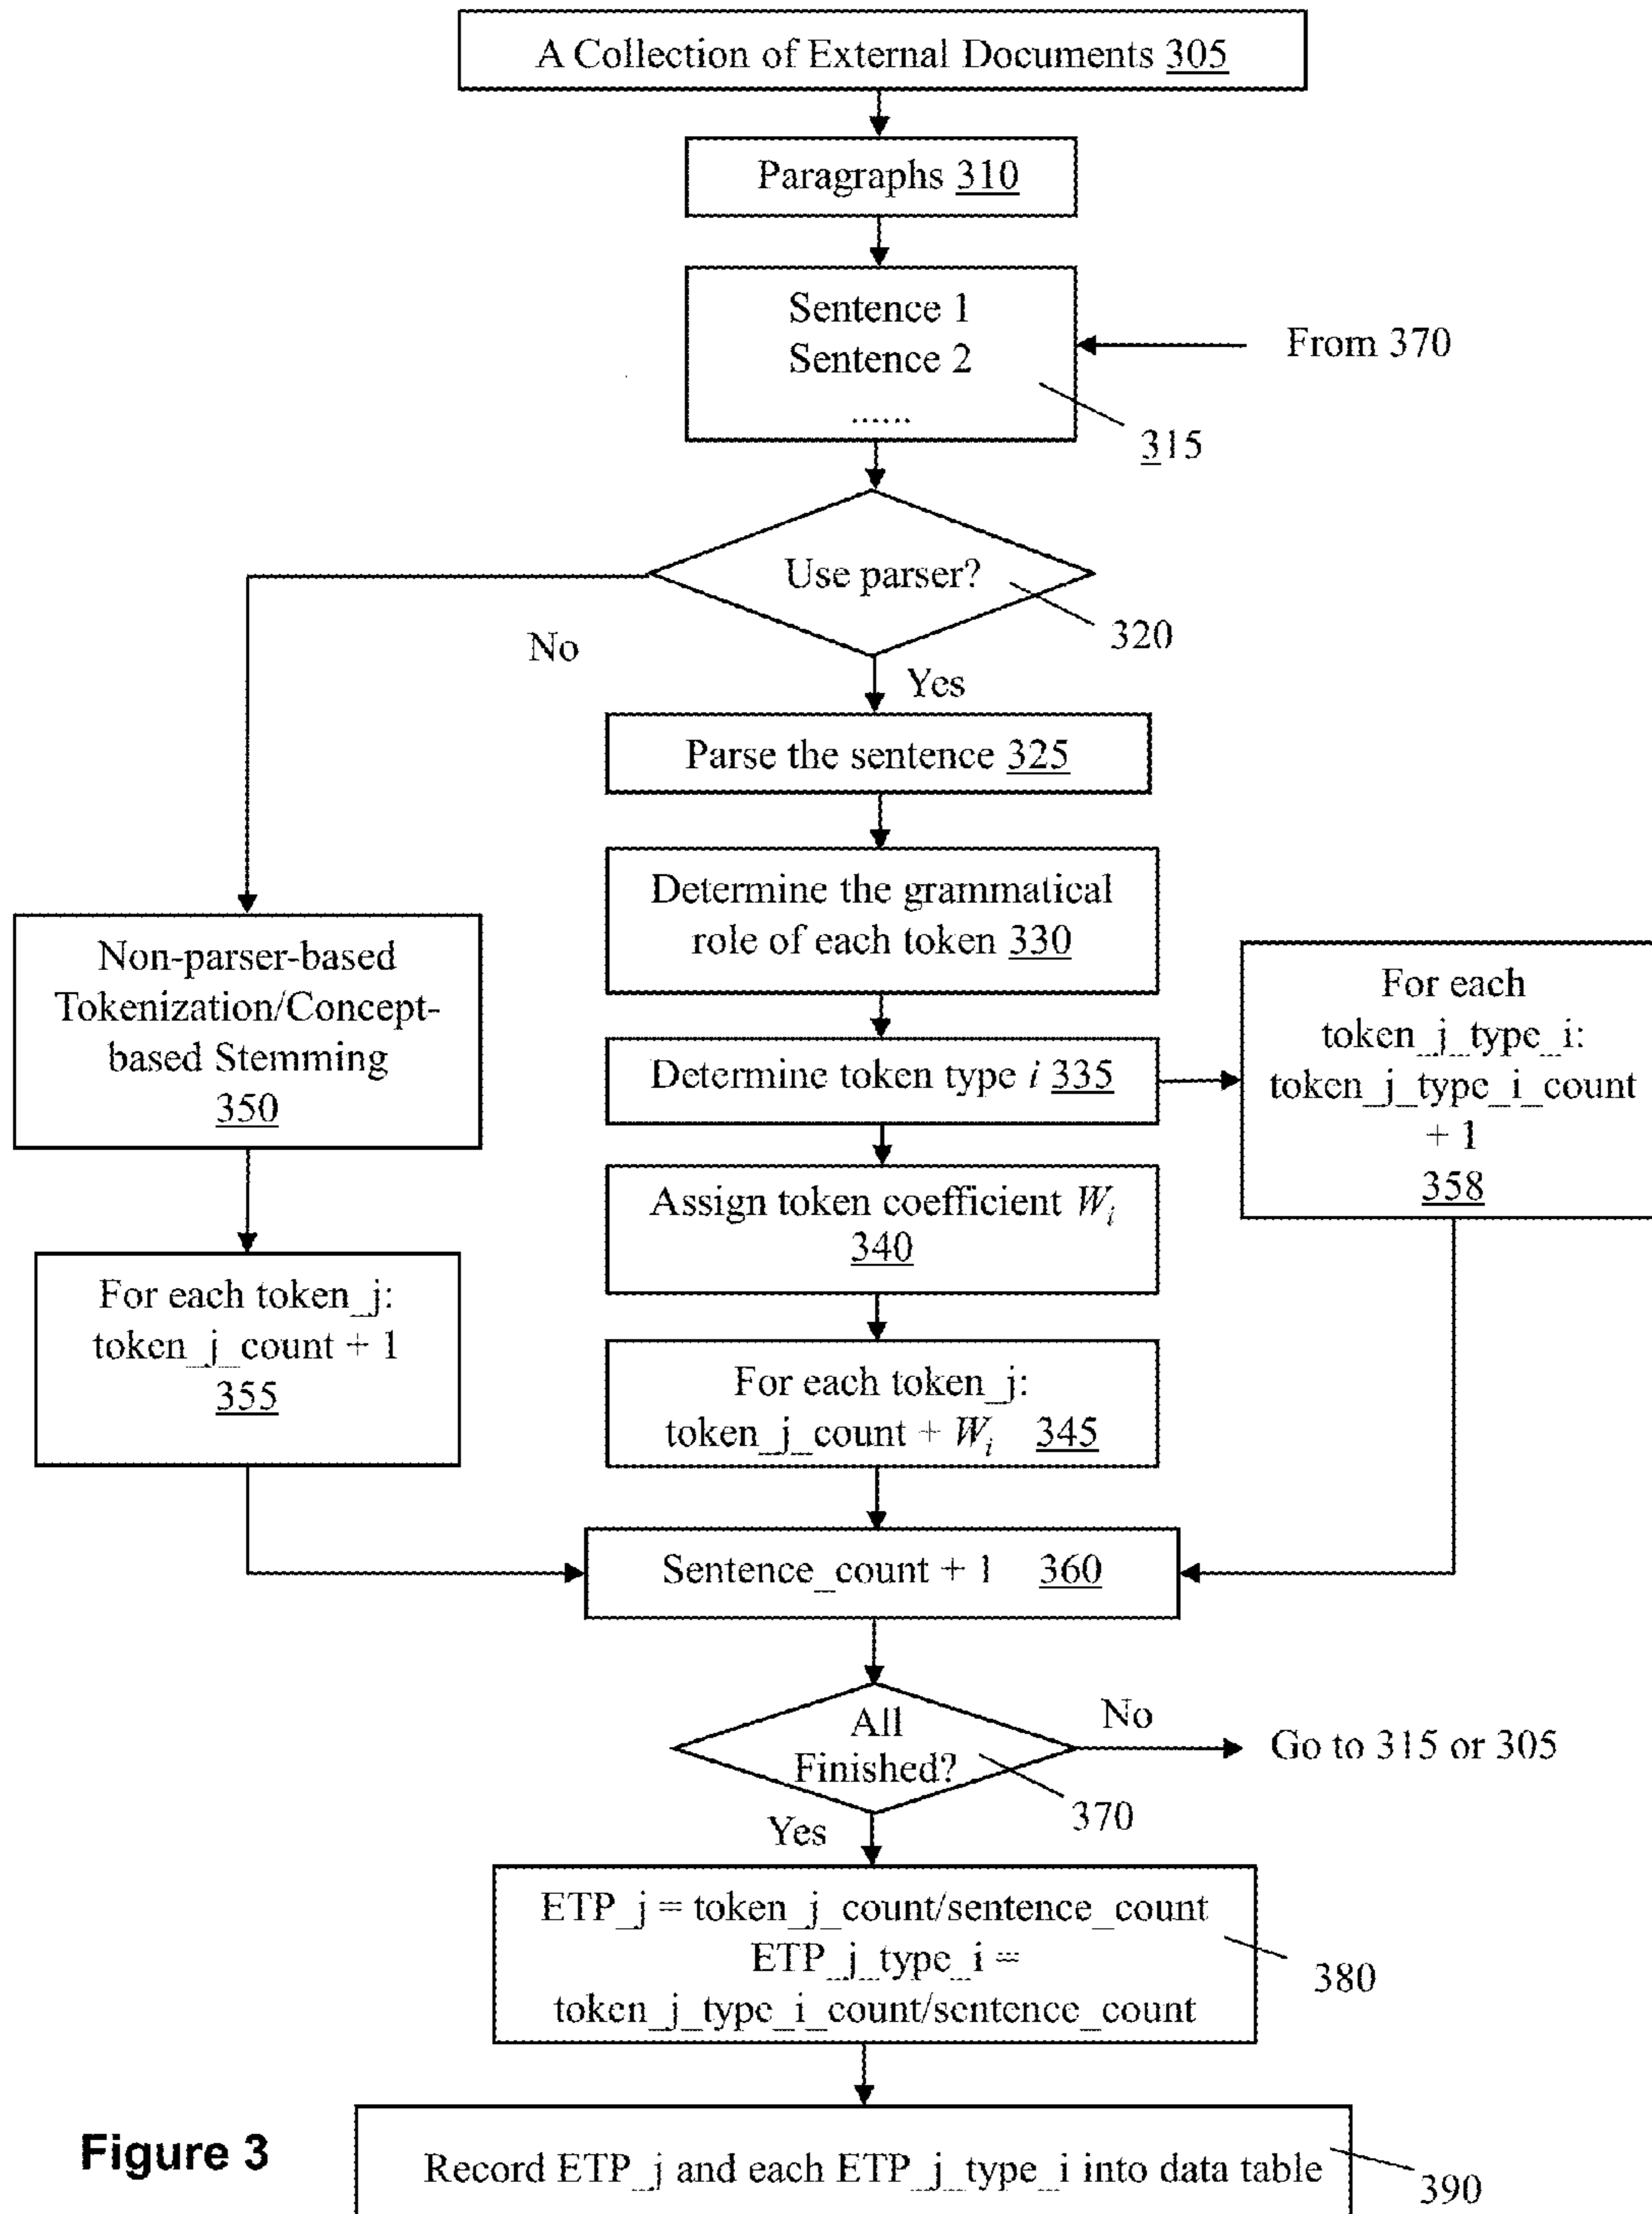 A Collection of External Documents 305
Paragraphs 310
Sentence 1
Sentence 2
......
From 370
315
Use parser?
320
No
Yes
Parse the sentence 325
Determine the grammatical
role of each token 330
Non-parser-based
Tokenization/Concept-
based Stemming
350
Determine token type i 335
For each
token_j_type_i:
token_j_type_i_count
+ 1
358
Assign token coefficient Wi
340
For each token_j:
token_j_count + 1
355
For each token_j:
token_j_count + Wi 345
Sentence_count + 1 360
All
Finished?
No
Go to 315 or 305
370
Yes
ETP_j = token_j_count/sentence_count
ETP_j_type_i =
token_j_type_i_count/sentence_count
380
Figure 3
Record ETP_j and each ETP_j_type_i into data table
390